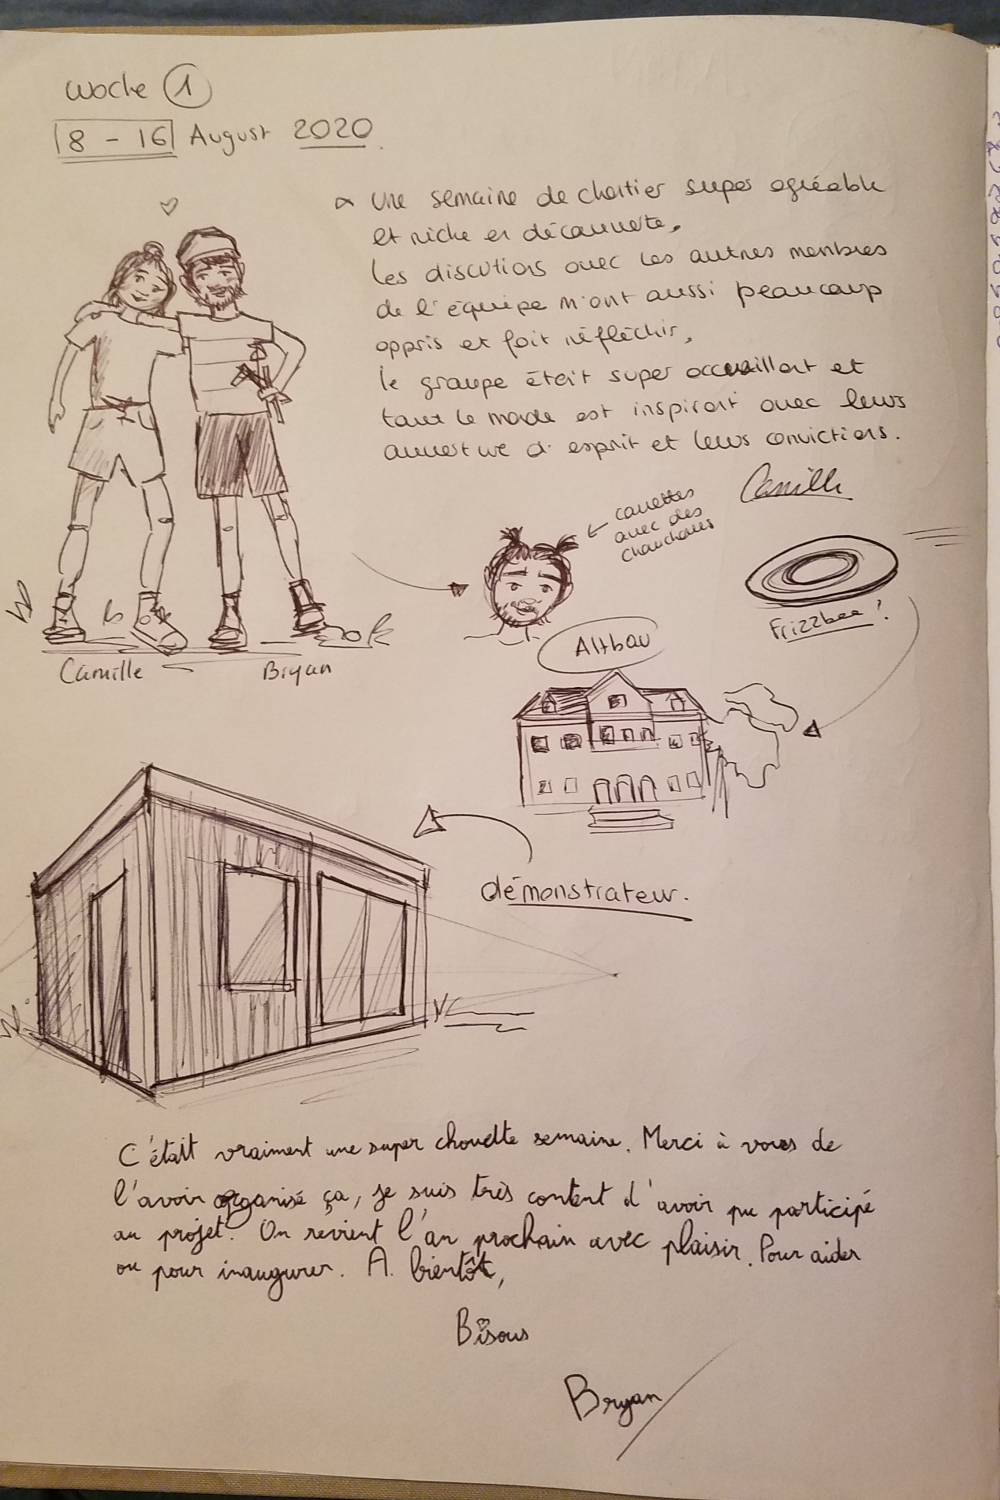 Woche 1
8 - 16 August 2020
Une semaine de chantier super agréable
et riche en découverte,
Les discutions avec les autres membres
de l'équipe m'ont aussi beaucoup
appris et fait réfléchir,
le groupe était super accueillant et
tout le monde est inspirant avec leurs
ouverture d'esprit et leurs convictions.
Camille
← couettes
avec des
chouchous
Frizzbee !
Altbau
Camille
Bryan
démonstrateur.
C'était vraiment une super chouette semaine. Merci à vous de
l'avoir organisé ça, je suis très content d'avoir pu participé
au projet. On revient l'an prochain avec plaisir. Pour aider
ou pour inaugurer. A bientôt,
Bisous
Bryan